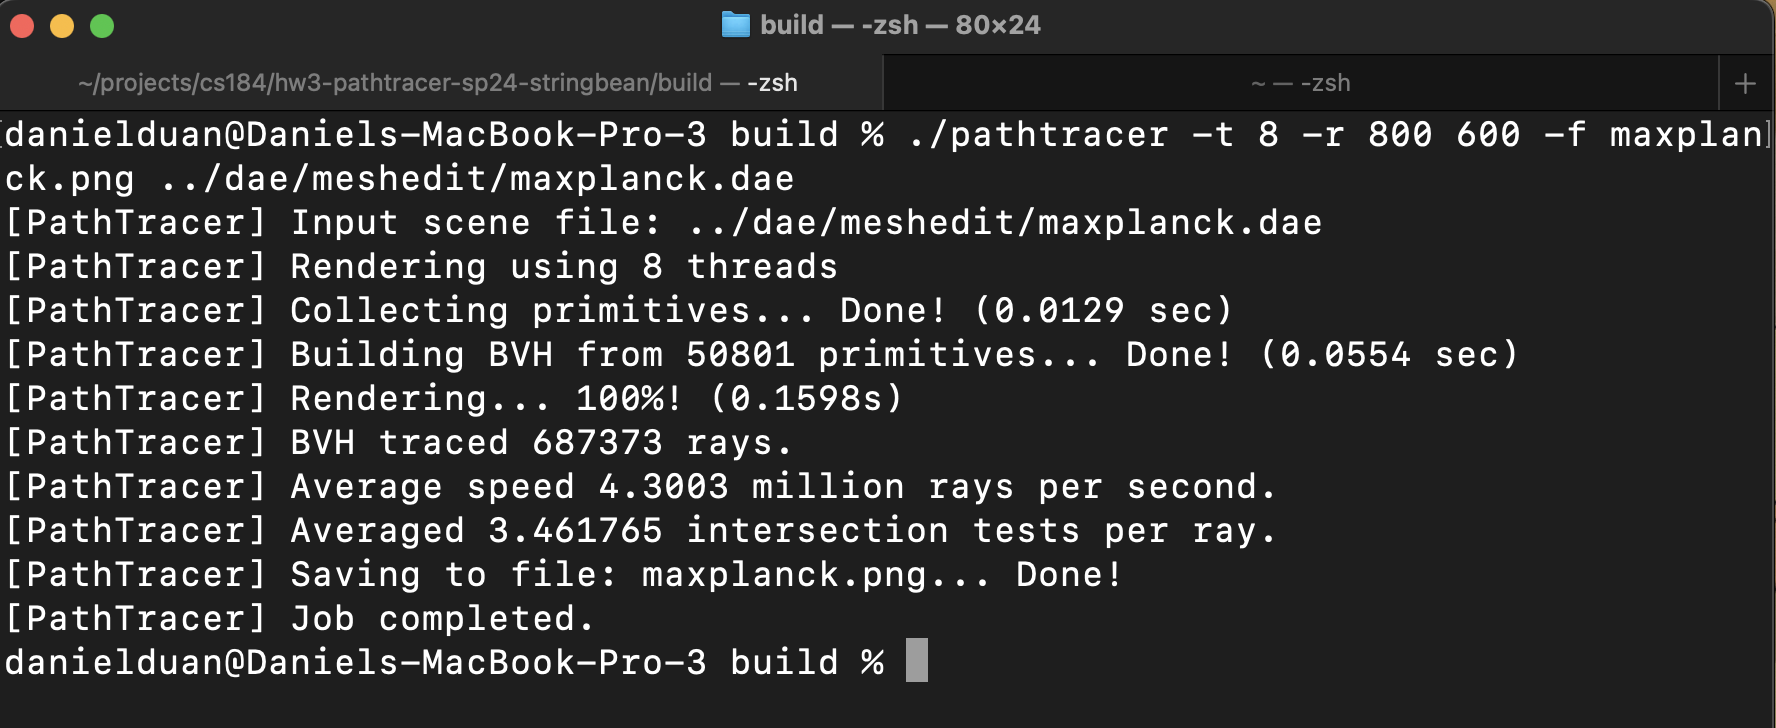 build — -zsh — 80×24
~/projects/cs184/hw3-pathtracer-sp24-stringbean/build — -zsh
~ — -zsh
danielduan@Daniels-MacBook-Pro-3 build % ./pathtracer -t 8 -r 800 600 -f maxplan
ck.png ../dae/meshedit/maxplanck.dae
[PathTracer] Input scene file: ../dae/meshedit/maxplanck.dae
[PathTracer] Rendering using 8 threads
[PathTracer] Collecting primitives... Done! (0.0129 sec)
[PathTracer] Building BVH from 50801 primitives... Done! (0.0554 sec)
[PathTracer] Rendering... 100%! (0.1598s)
[PathTracer] BVH traced 687373 rays.
[PathTracer] Average speed 4.3003 million rays per second.
[PathTracer] Averaged 3.461765 intersection tests per ray.
[PathTracer] Saving to file: maxplanck.png... Done!
[PathTracer] Job completed.
danielduan@Daniels-MacBook-Pro-3 build %